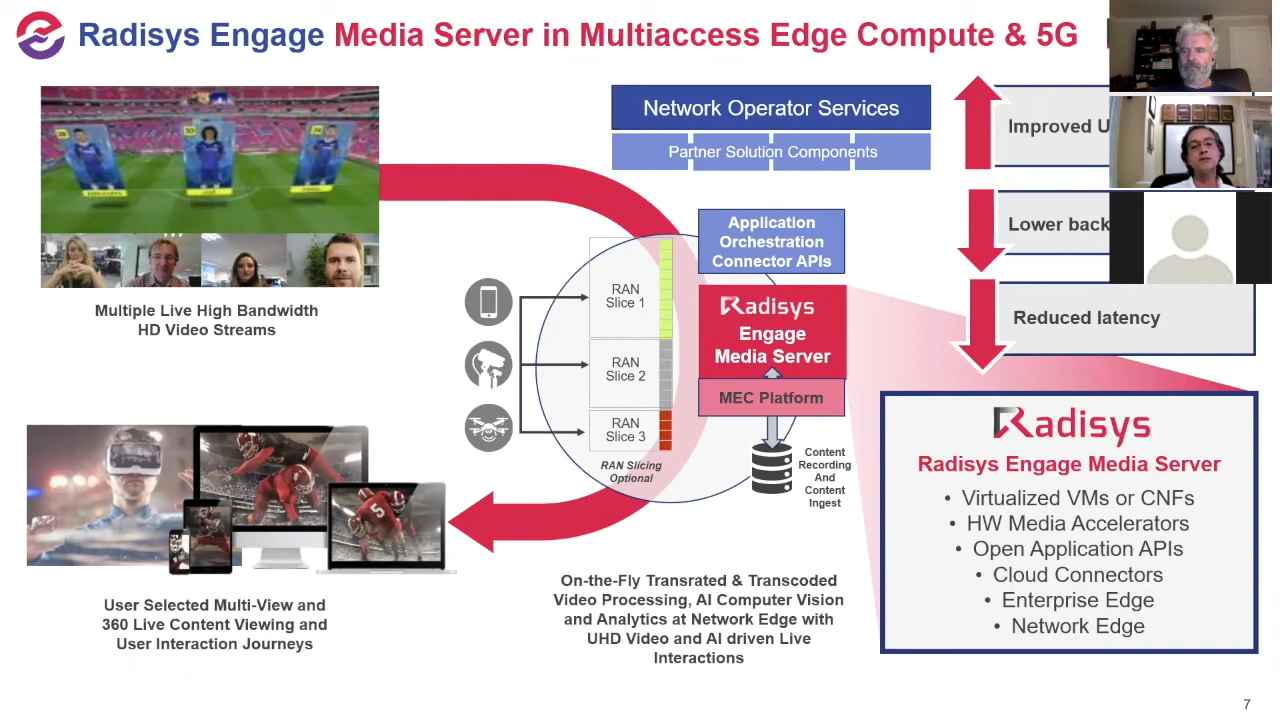 Radisys Engage Media Server in Multiaccess Edge Compute & 5G
Multiple Live High Bandwidth
HD Video Streams
Network Operator Services
Partner Solution Components
Improved U
Lower back
Reduced latency
Application
Orchestration
Connector APIs
Radisys
Engage
Media Server
MEC Platform
RAN
Slice 1
RAN
Slice 2
RAN
Slice 3
RAN Slicing
Optional
Content
Recording
And
Content
Ingest
User Selected Multi-View and
360 Live Content Viewing and
User Interaction Journeys
On-the-Fly Transrated & Transcoded
Video Processing, AI Computer Vision
and Analytics at Network Edge with
UHD Video and AI driven Live
Interactions
Radisys
Radisys Engage Media Server
• Virtualized VMs or CNFs
• HW Media Accelerators
• Open Application APIs
• Cloud Connectors
• Enterprise Edge
• Network Edge
5
7